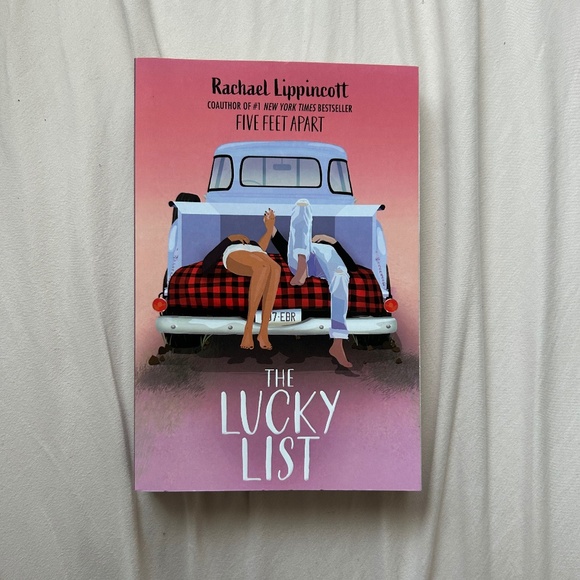 Rachael Lippincott
COAUTHOR OF #1 NEW YORK TIMES BESTSELLER
FIVE FEET APART
THE
LUCKY
LIST